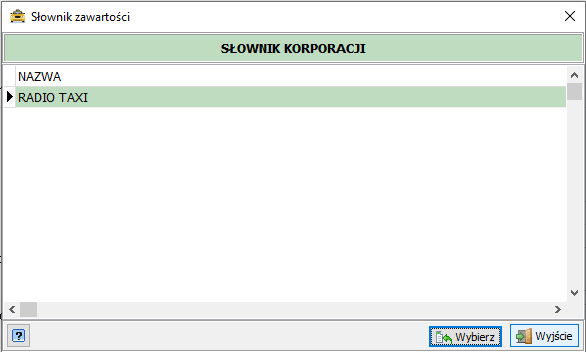 Słownik zawartości
SŁOWNIK KORPORACJI
NAZWA
RADIO TAXI
? Wybierz Wyjście